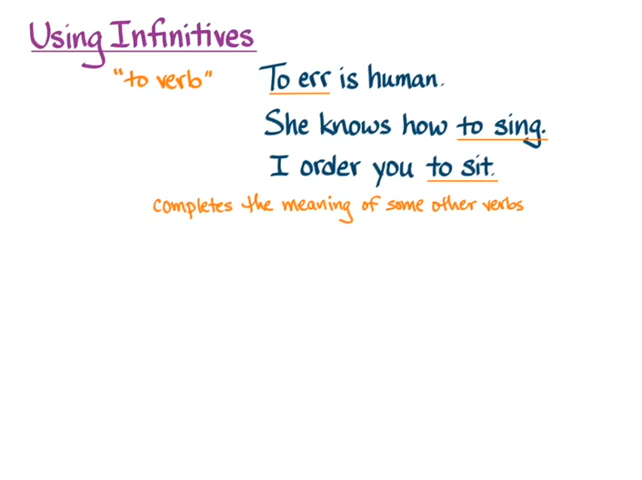 Using Infinitives
"to verb" To err is human.
She knows how to sing.
I order you to sit.
completes the meaning of some other verbs